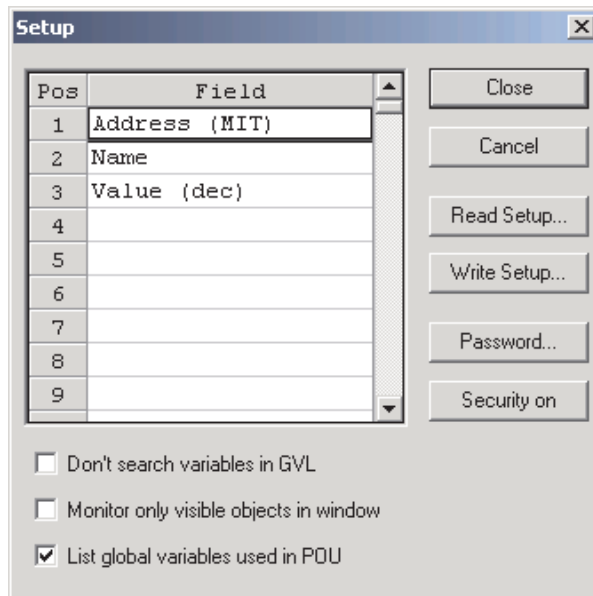 Setup
Pos Field
1 Address (MIT)
2 Name
3 Value (dec)
4
5
6
7
8
9
Close
Cancel
Read Setup...
Write Setup...
Password...
Security on
Don't search variables in GVL
Monitor only visible objects in window
List global variables used in POU